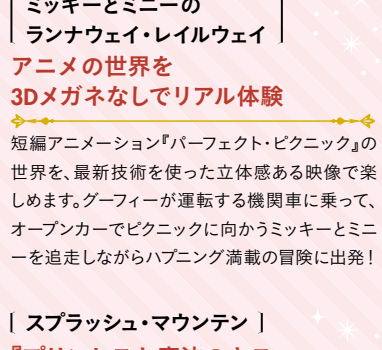 ミッキーとミニーの
ランナウェイ・レイルウェイ
アニメの世界を
3Dメガネなしでリアル体験
短編アニメーション『パーフェクト・ピクニック』の
世界を、最新技術を使った立体感ある映像で楽
しめます。グーフィーが運転する機関車に乗って、
オープンカーでピクニックに向かうミッキーとミニ
ーを追走しながらハプニング満載の冒険に出発！
スプラッシュ・マウンテン